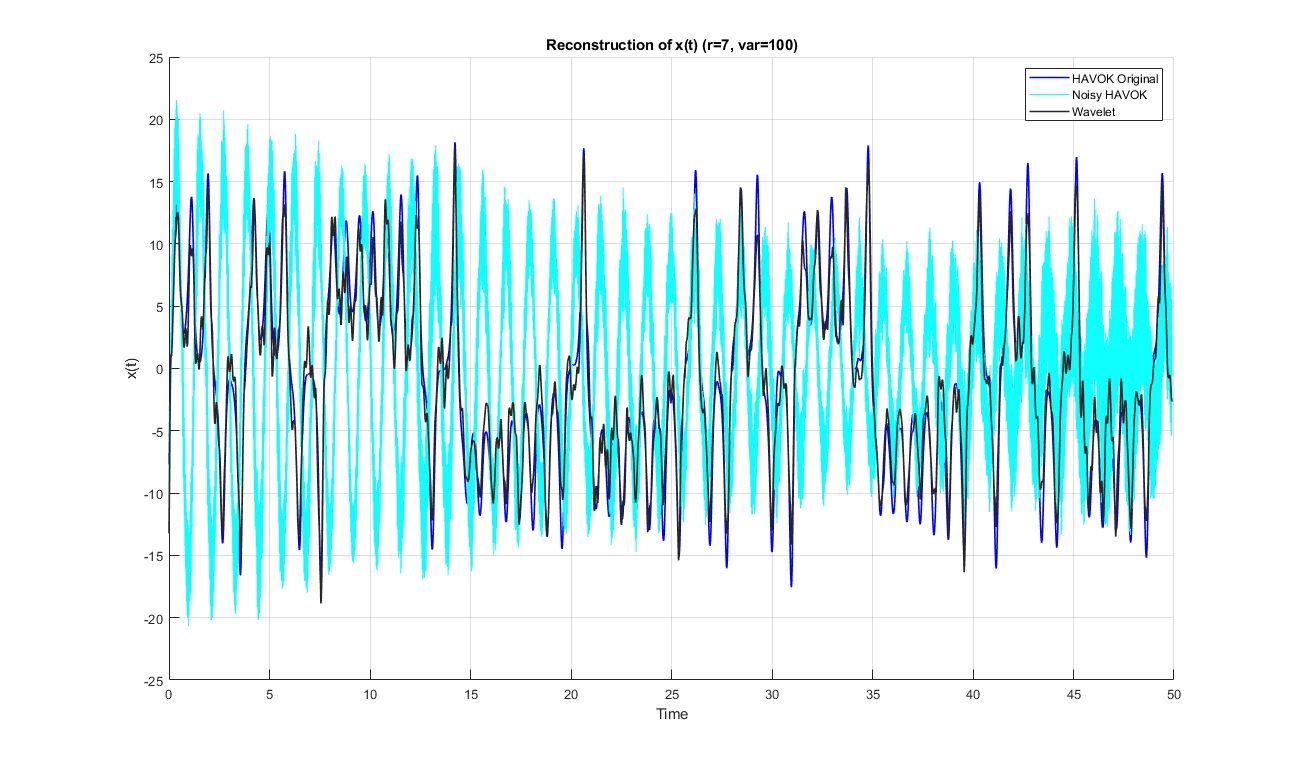 Reconstruction of x(t) (r=7, var=100)
HAVOK Original
Noisy HAVOK
Wavelet
25
20
15
10
5
0
-5
-10
-15
-20
-25
x(t)
0 5 10 15 20 25 30 35 40 45 50
Time